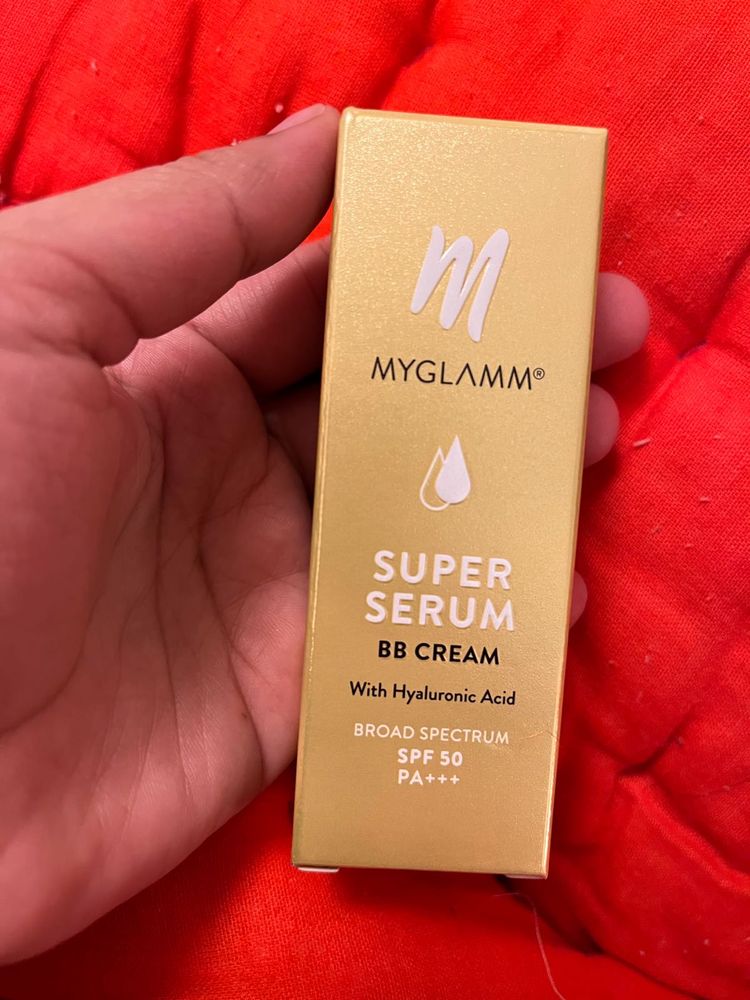 M
MYGLAMM®
SUPER
SERUM
BB CREAM
With Hyaluronic Acid
BROAD SPECTRUM
SPF 50
PA+++